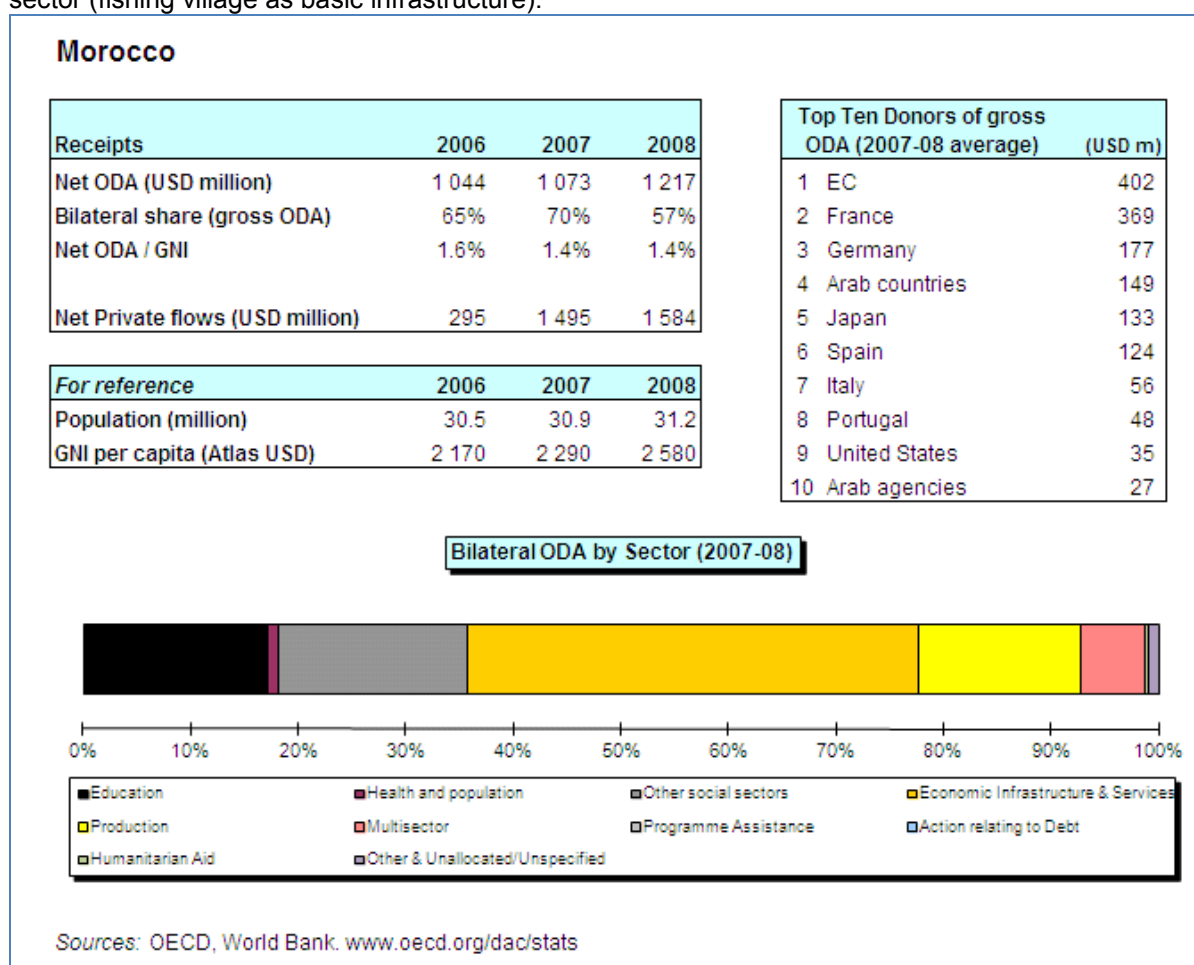 sector (fishing village as basic infrastructure).
Morocco
Receipts 2006 2007 2008
Net ODA (USD million) 1 044 1 073 1 217
Bilateral share (gross ODA) 65% 70% 57%
Net ODA / GNI 1.6% 1.4% 1.4%
Net Private flows (USD million) 295 1 495 1 584
For reference 2006 2007 2008
Population (million) 30.5 30.9 31.2
GNI per capita (Atlas USD) 2 170 2 290 2 580
Top Ten Donors of gross
ODA (2007-08 average) (USD m)
1 EC 402
2 France 369
3 Germany 177
4 Arab countries 149
5 Japan 133
6 Spain 124
7 Italy 56
8 Portugal 48
9 United States 35
10 Arab agencies 27
Bilateral ODA by Sector (2007-08)
0% 10% 20% 30% 40% 50% 60% 70% 80% 90% 100%
Education Health and population Other social sectors Economic Infrastructure & Services
Production Multisector Programme Assistance Action relating to Debt
Humanitarian Aid Other & Unallocated/Unspecified
Sources: OECD, World Bank. www.oecd.org/dac/stats